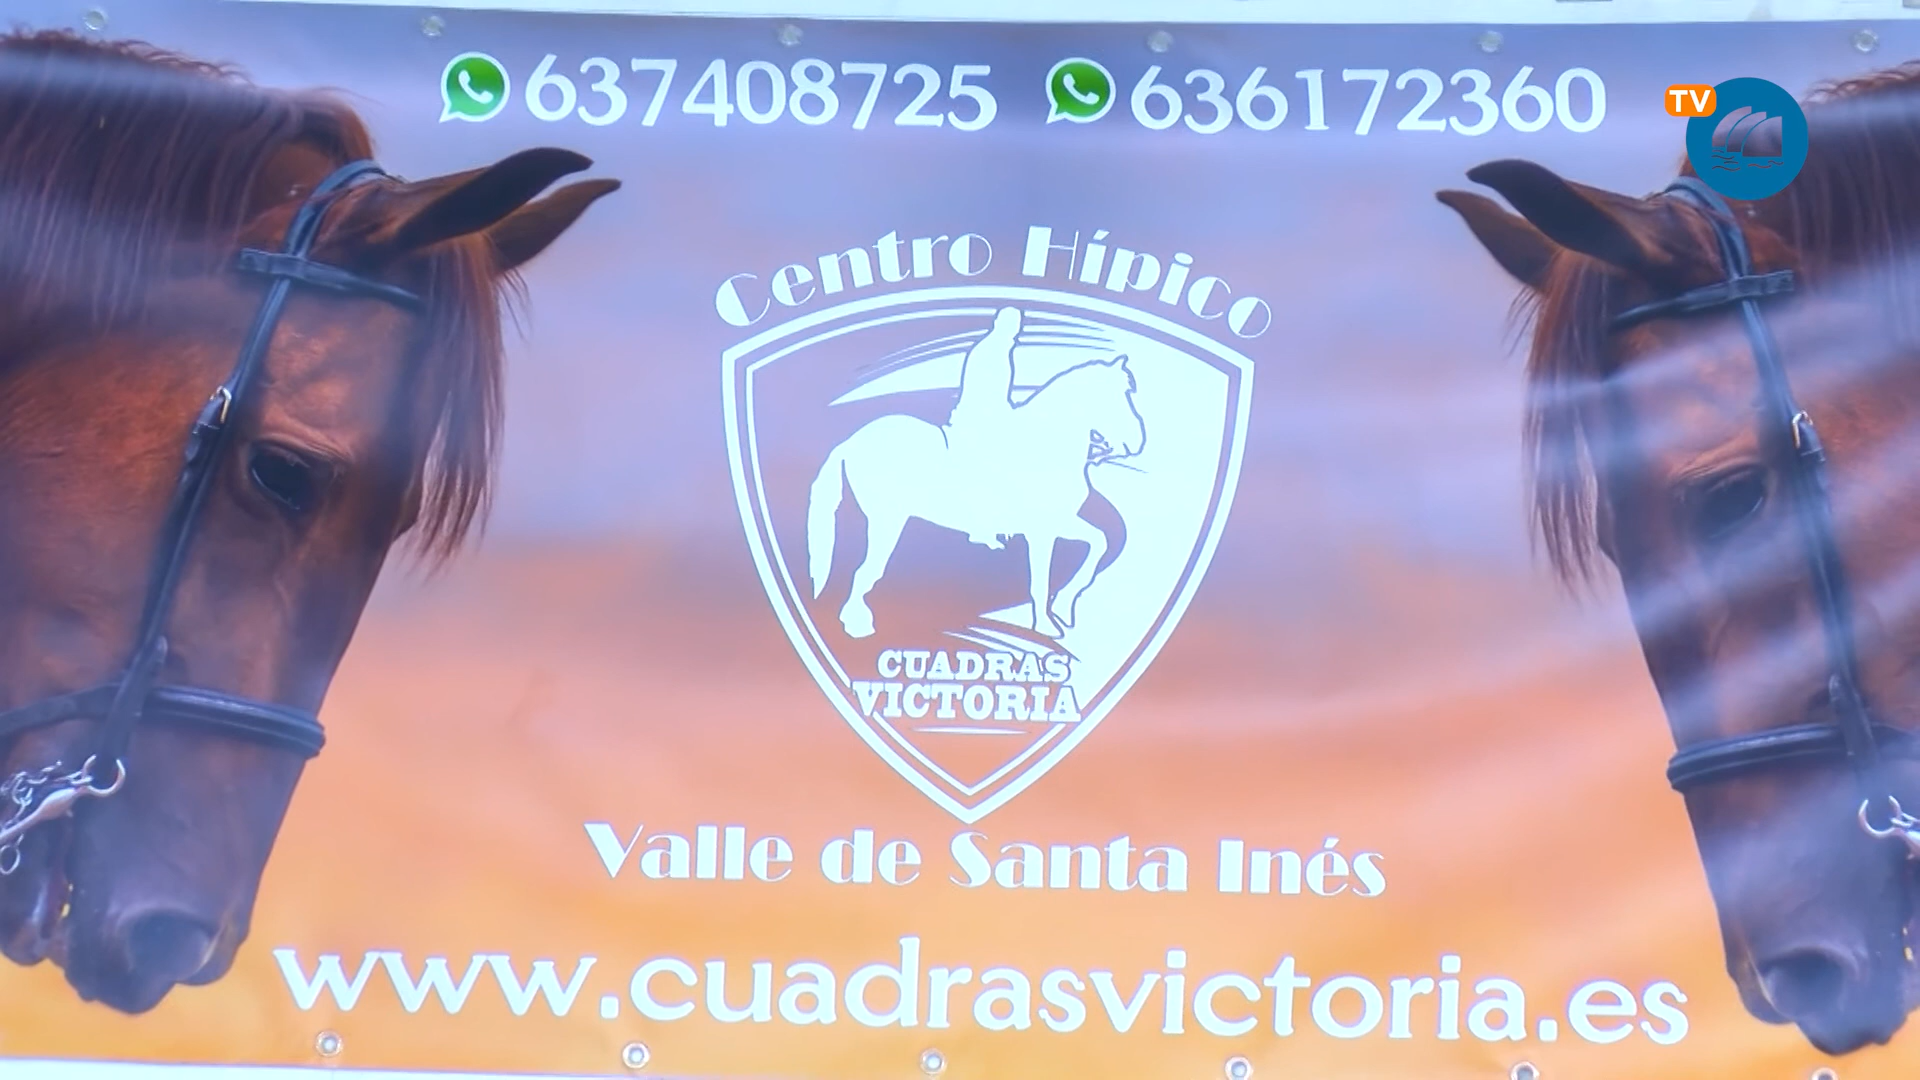 637408725 636172360
TV
Centro Hípico
CUADRAS
VICTORIA
Valle de Santa Inés
www.cuadrasvictoria.es